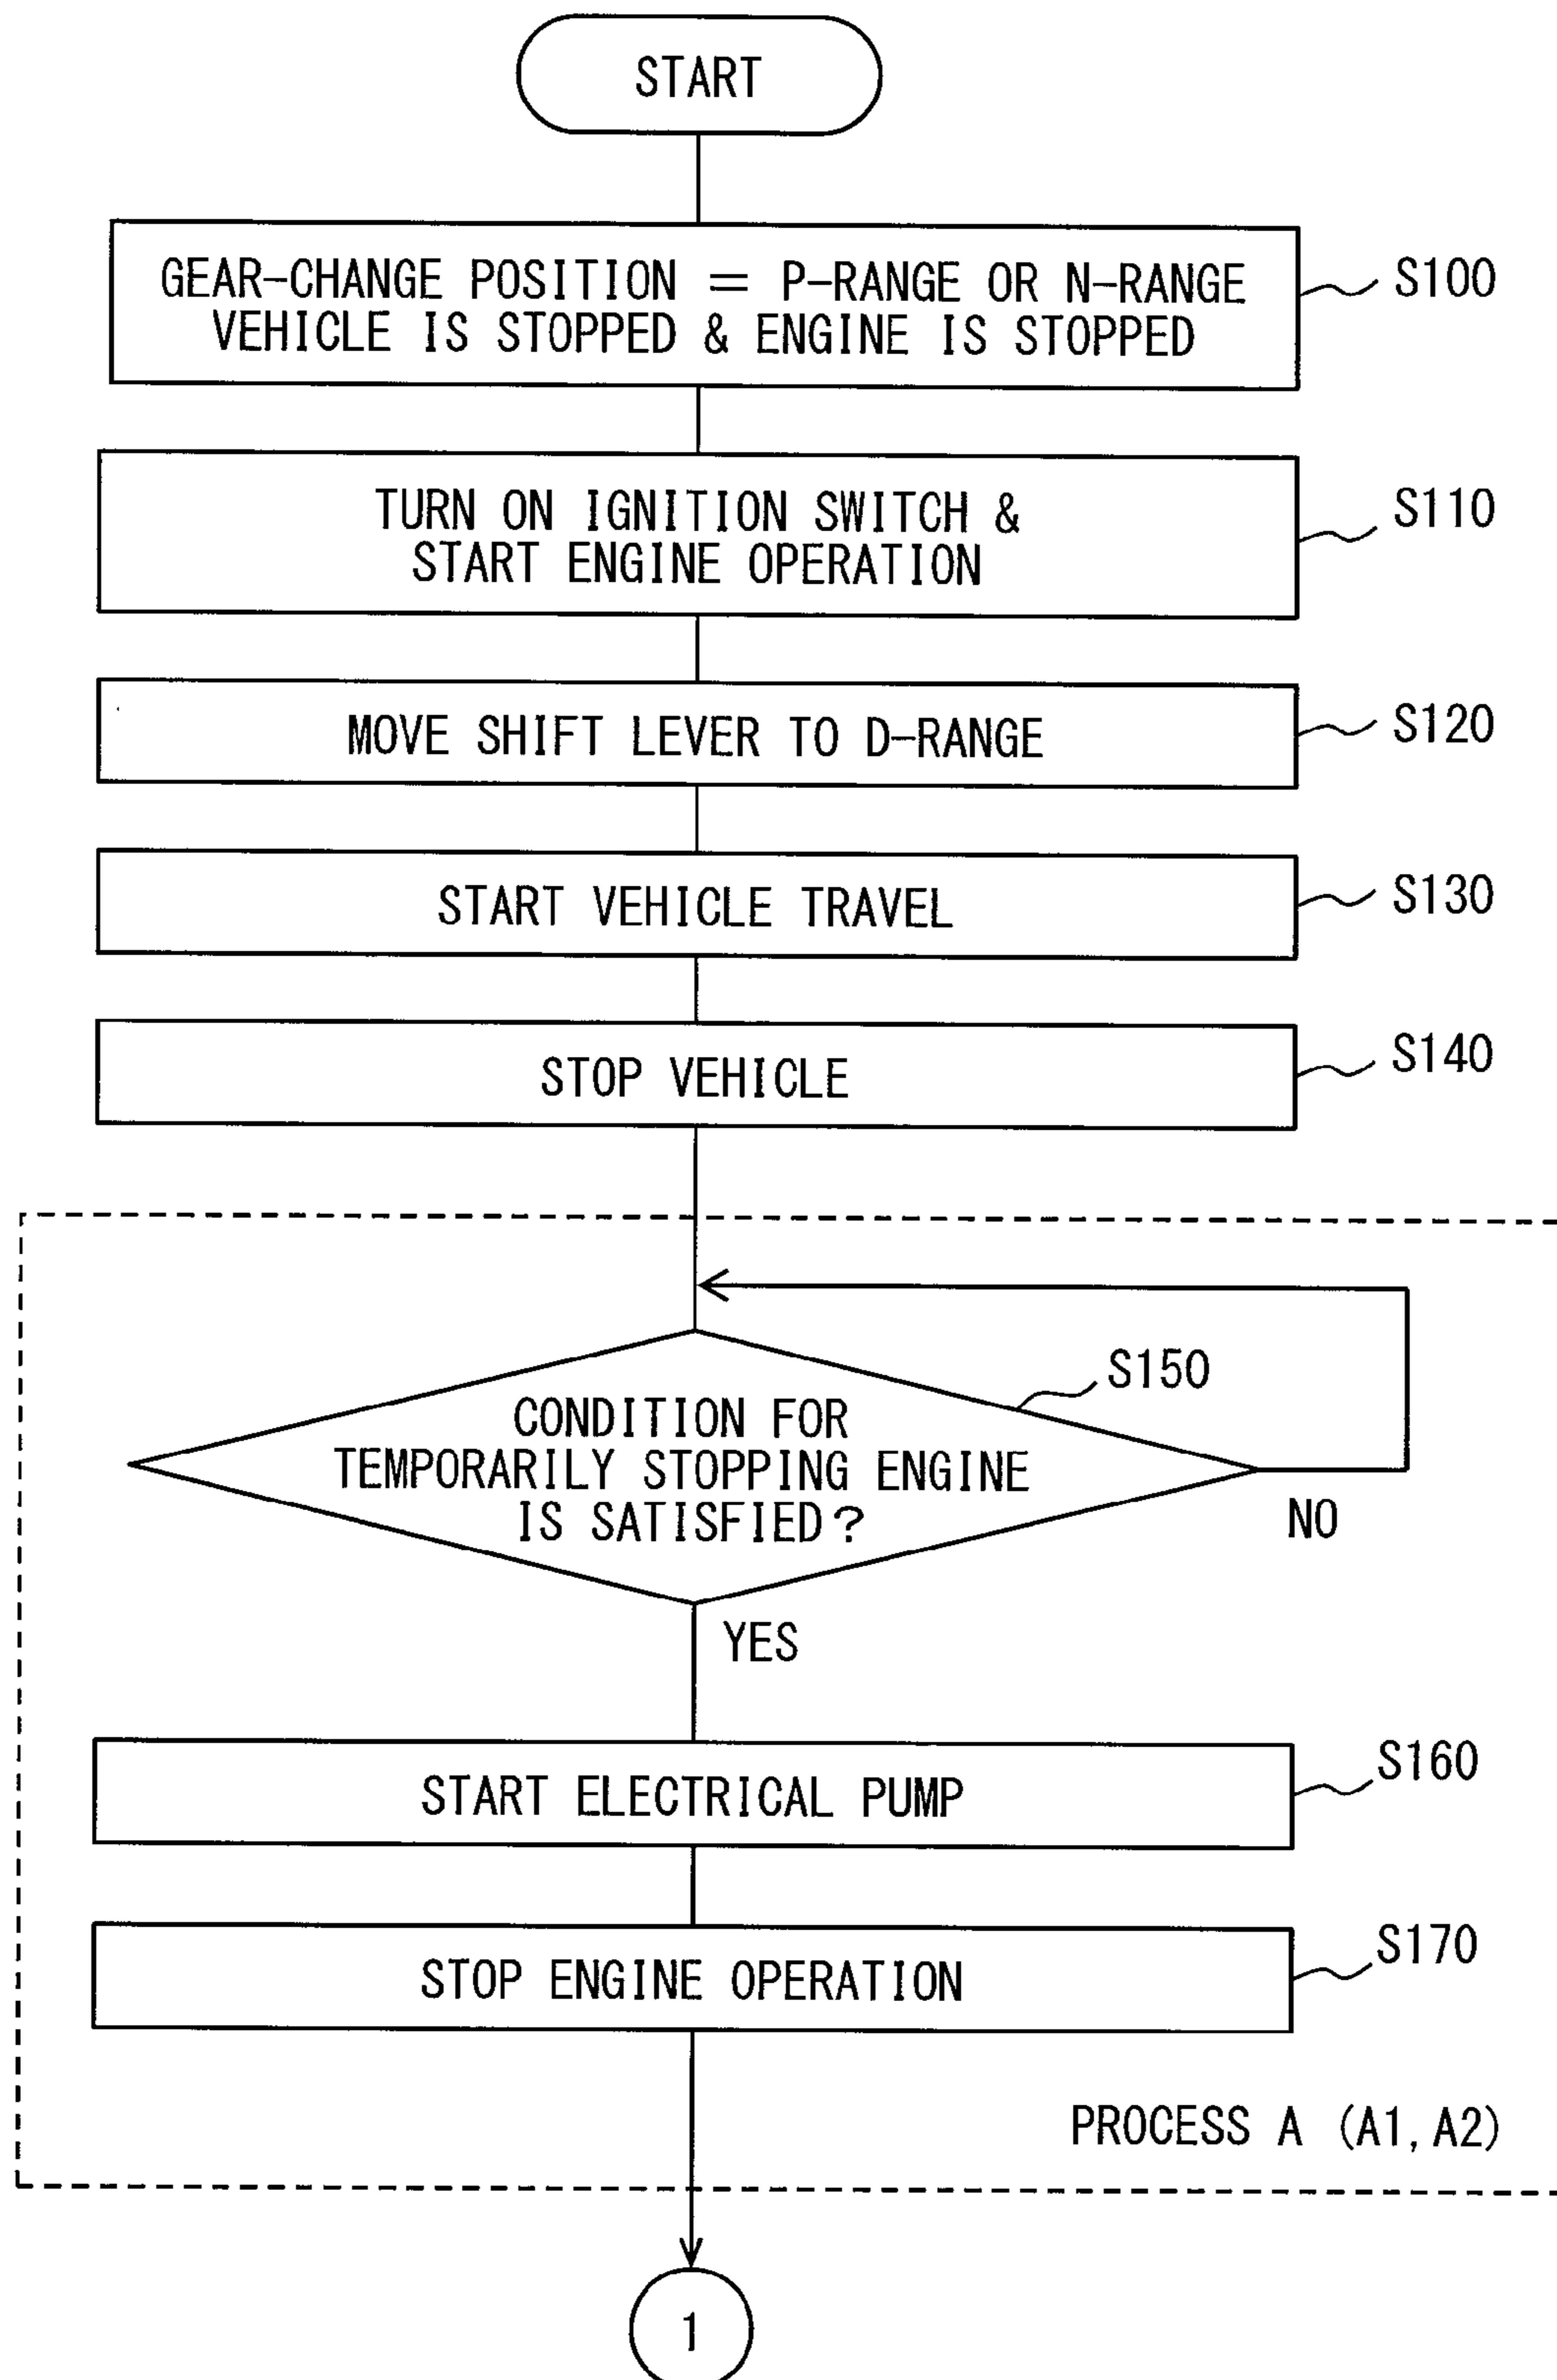 START
GEAR-CHANGE POSITION = P-RANGE OR N-RANGE
VEHICLE IS STOPPED & ENGINE IS STOPPED
S100
TURN ON IGNITION SWITCH &
START ENGINE OPERATION
S110
MOVE SHIFT LEVER TO D-RANGE
S120
START VEHICLE TRAVEL
S130
STOP VEHICLE
S140
S150
CONDITION FOR
TEMPORARILY STOPPING ENGINE
IS SATISFIED?
NO
YES
START ELECTRICAL PUMP
S160
STOP ENGINE OPERATION
S170
PROCESS A (A1, A2)
1